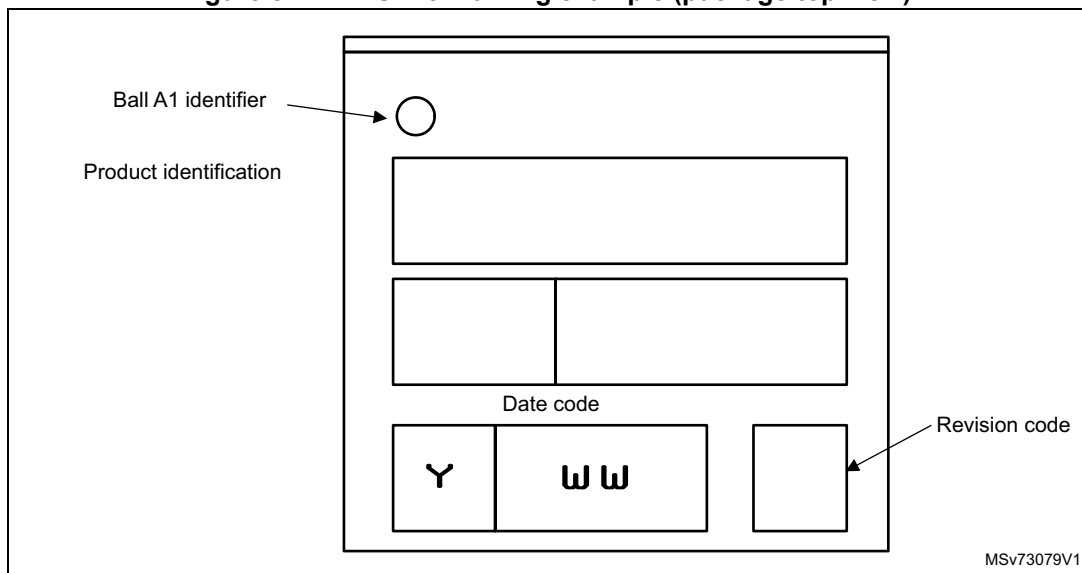 Ball A1 identifier
Product identification
Date code
Revision code
Y WW
MSv73079V1